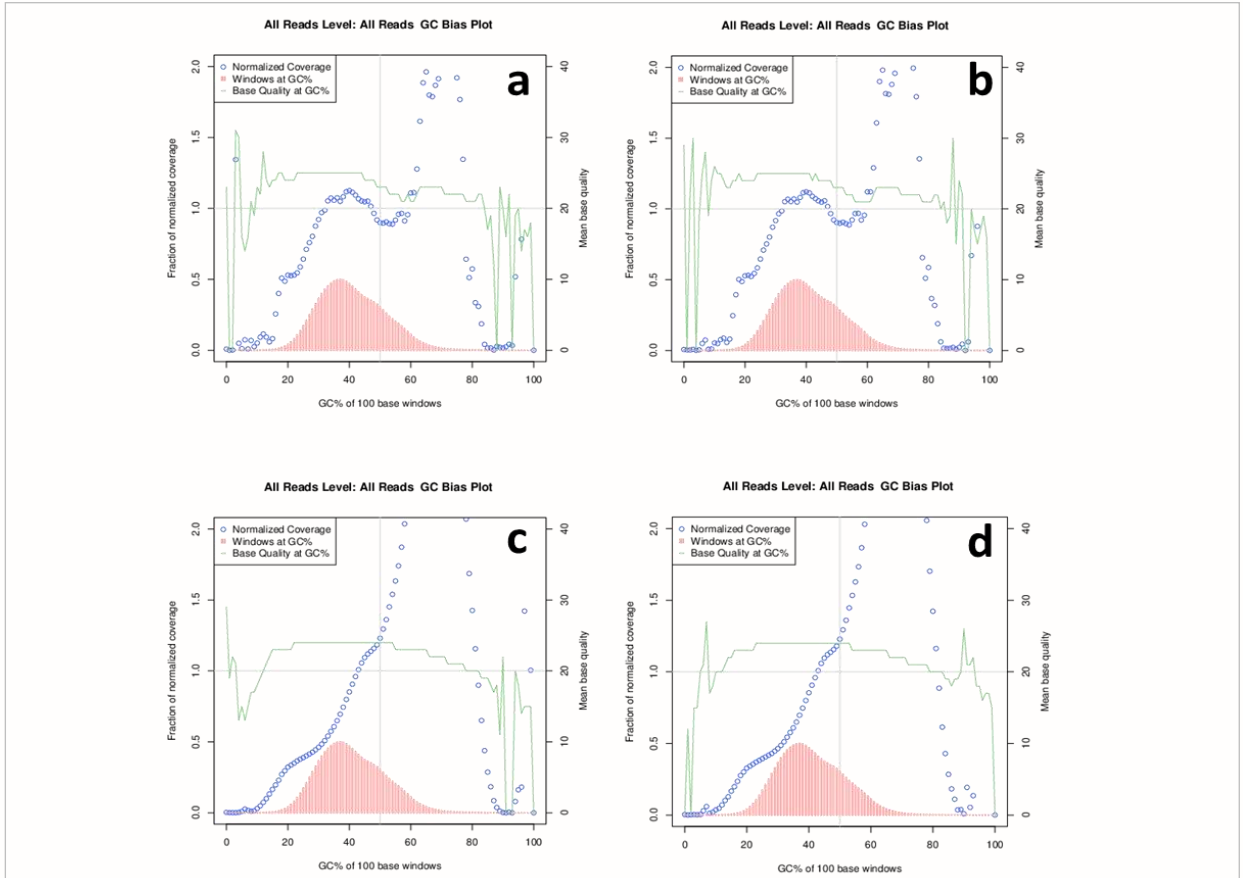 All Reads Level: All Reads GC Bias Plot
Normalized Coverage
Windows at GC%
Base Quality at GC%
a
Fraction of normalized coverage
0.0 0.5 1.0 1.5 2.0
Mean base quality
0 10 20 30 40
0 20 40 60 80 100
GC% of 100 base windows
All Reads Level: All Reads GC Bias Plot
Normalized Coverage
Windows at GC%
Base Quality at GC%
b
Fraction of normalized coverage
0.0 0.5 1.0 1.5 2.0
Mean base quality
0 10 20 30 40
0 20 40 60 80 100
GC% of 100 base windows
All Reads Level: All Reads GC Bias Plot
Normalized Coverage
Windows at GC%
Base Quality at GC%
c
Fraction of normalized coverage
0.0 0.5 1.0 1.5 2.0
Mean base quality
0 10 20 30 40
0 20 40 60 80 100
GC% of 100 base windows
All Reads Level: All Reads GC Bias Plot
Normalized Coverage
Windows at GC%
Base Quality at GC%
d
Fraction of normalized coverage
0.0 0.5 1.0 1.5 2.0
Mean base quality
0 10 20 30 40
0 20 40 60 80 100
GC% of 100 base windows